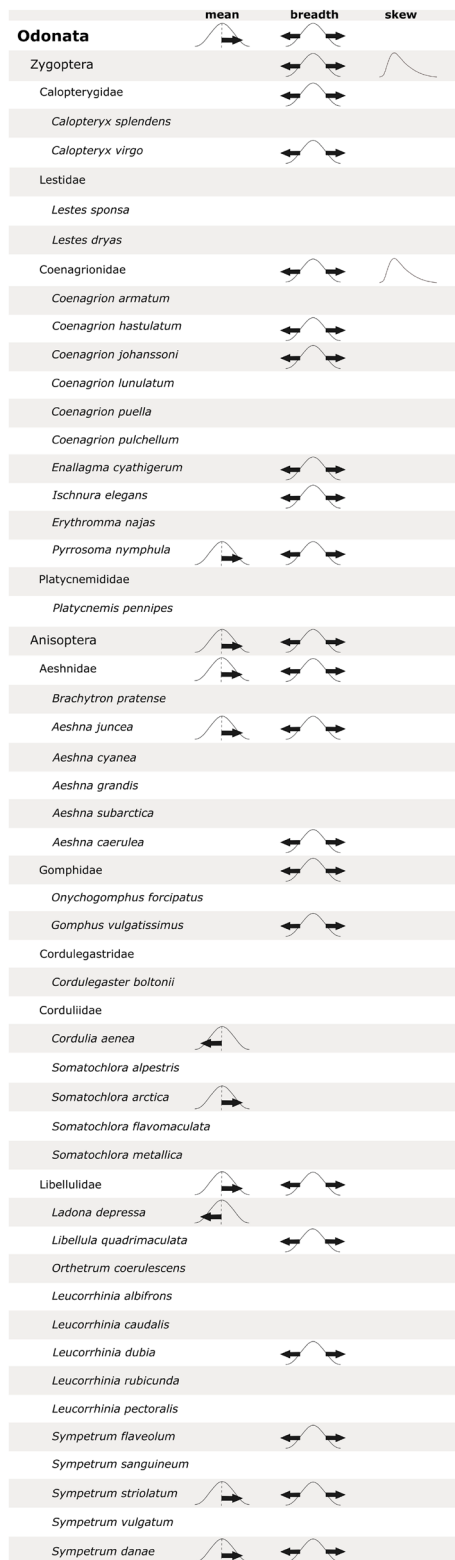 mean breadth skew
Odonata
Zygoptera
Calopterygidae
Calopteryx splendens
Calopteryx virgo
Lestidae
Lestes sponsa
Lestes dryas
Coenagrionidae
Coenagrion armatum
Coenagrion hastulatum
Coenagrion johanssoni
Coenagrion lunulatum
Coenagrion puella
Coenagrion pulchellum
Enallagma cyathigerum
Ischnura elegans
Erythromma najas
Pyrrosoma nymphula
Platycnemididae
Platycnemis pennipes
Anisoptera
Aeshnidae
Brachytron pratense
Aeshna juncea
Aeshna cyanea
Aeshna grandis
Aeshna subarctica
Aeshna caerulea
Gomphidae
Onychogomphus forcipatus
Gomphus vulgatissimus
Cordulegastridae
Cordulegaster boltonii
Corduliidae
Cordulia aenea
Somatochlora alpestris
Somatochlora arctica
Somatochlora flavomaculata
Somatochlora metallica
Libellulidae
Ladona depressa
Libellula quadrimaculata
Orthetrum coerulescens
Leucorrhinia albifrons
Leucorrhinia caudalis
Leucorrhinia dubia
Leucorrhinia rubicunda
Leucorrhinia pectoralis
Sympetrum flaveolum
Sympetrum sanguineum
Sympetrum striolatum
Sympetrum vulgatum
Sympetrum danae